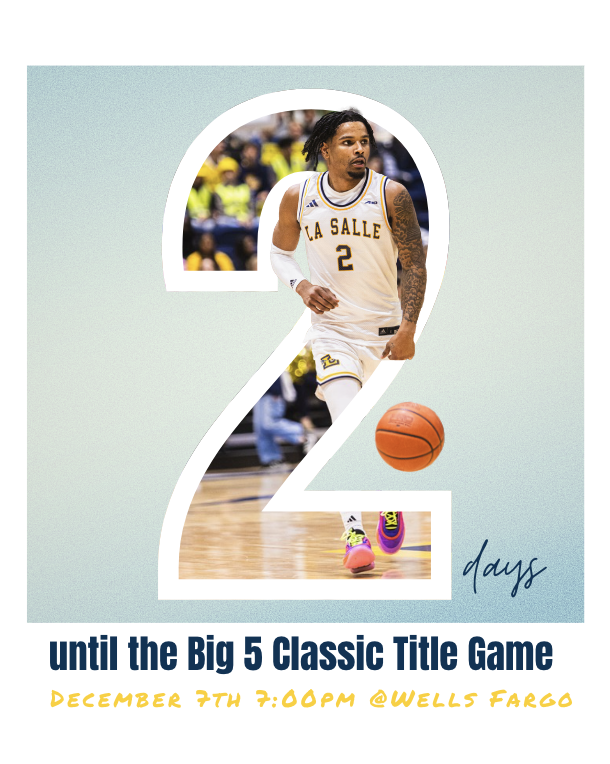 2
LA SALLE
2
L
days
until the Big 5 Classic Title Game
December 7th 7:00pm @Wells Fargo